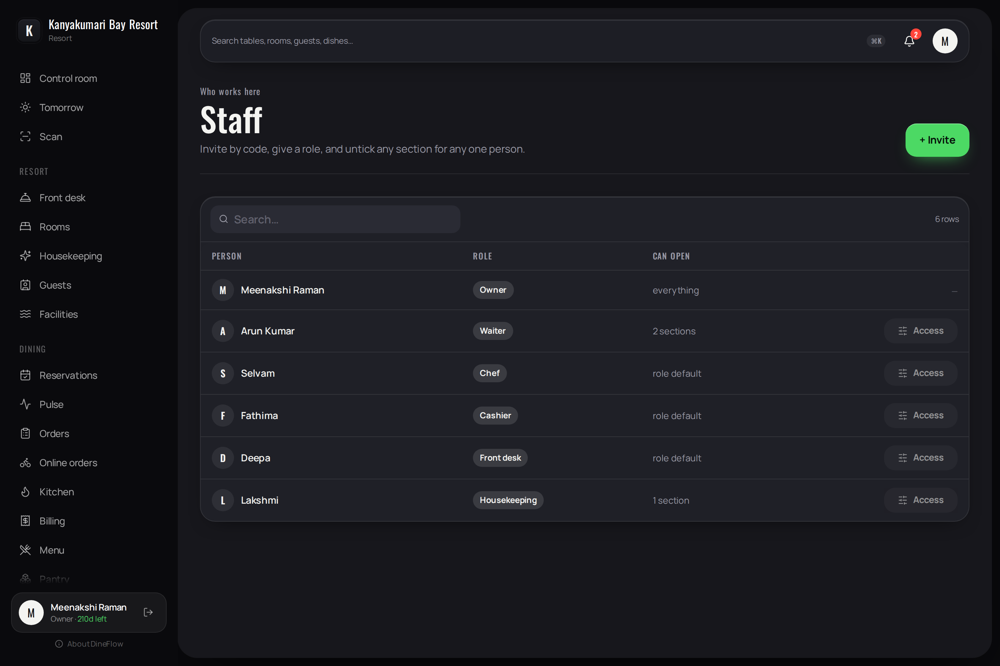 K
Kanyakumari Bay Resort
Resort
Control room
Tomorrow
Scan
RESORT
Front desk
Rooms
Housekeeping
Guests
Facilities
DINING
Reservations
Pulse
Orders
Online orders
Kitchen
Billing
Menu
Pantry
M
Meenakshi Raman
Owner · 210d left
About DineFlow
Search tables, rooms, guests, dishes...
⌘K
2
M
Who works here
Staff
Invite by code, give a role, and untick any section for any one person.
+ Invite
Search...
6 rows
PERSON ROLE CAN OPEN
M Meenakshi Raman Owner everything —
A Arun Kumar Waiter 2 sections Access
S Selvam Chef role default Access
F Fathima Cashier role default Access
D Deepa Front desk role default Access
L Lakshmi Housekeeping 1 section Access